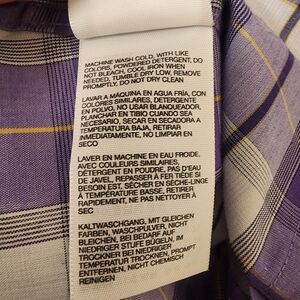 MACHINE WASH COLD, WITH LIKE
COLORS, POWDERED DETERGENT, DO
NOT BLEACH, COOL IRON WHEN
NEEDED, TUMBLE DRY LOW, REMOVE
PROMPTLY, DO NOT DRY CLEAN
LAVAR A MÁQUINA EN AGUA FRÍA, CON
COLORES SIMILARES, DETERGENTE
EN POLVO, NO USAR BLANQUEADOR,
PLANCHAR EN TIBIO CUANDO SEA
NECESARIO, SECAR EN SECADORA A
TEMPERATURA BAJA, RETIRAR
INMEDIATAMENTE, NO LIMPIAR EN
SECO
LAVER EN MACHINE EN EAU FROIDE,
AVEC COULEURS SIMILAIRES,
DÉTERGENT EN POUDRE, PAS D'EAU
DE JAVEL, REPASSER À FER TIÈDE SI
BESOIN EST, SÉCHER EN SÈCHE-LINGE
À TEMPÉRATURE BASSE, RETIRER
RAPIDEMENT, NE PAS NETTOYER À
SEC
KALTWASCHGANG, MIT GLEICHEN
FARBEN, WASCHPULVER, NICHT
BLEICHEN, BEI BEDARF AUF
NIEDRIGER STUFE BÜGELN, IM
TROCKNER BEI NIEDRIGER
TEMPERATUR TROCKNEN, PROMPT
ENTFERNEN, NICHT CHEMISCH
REINIGEN